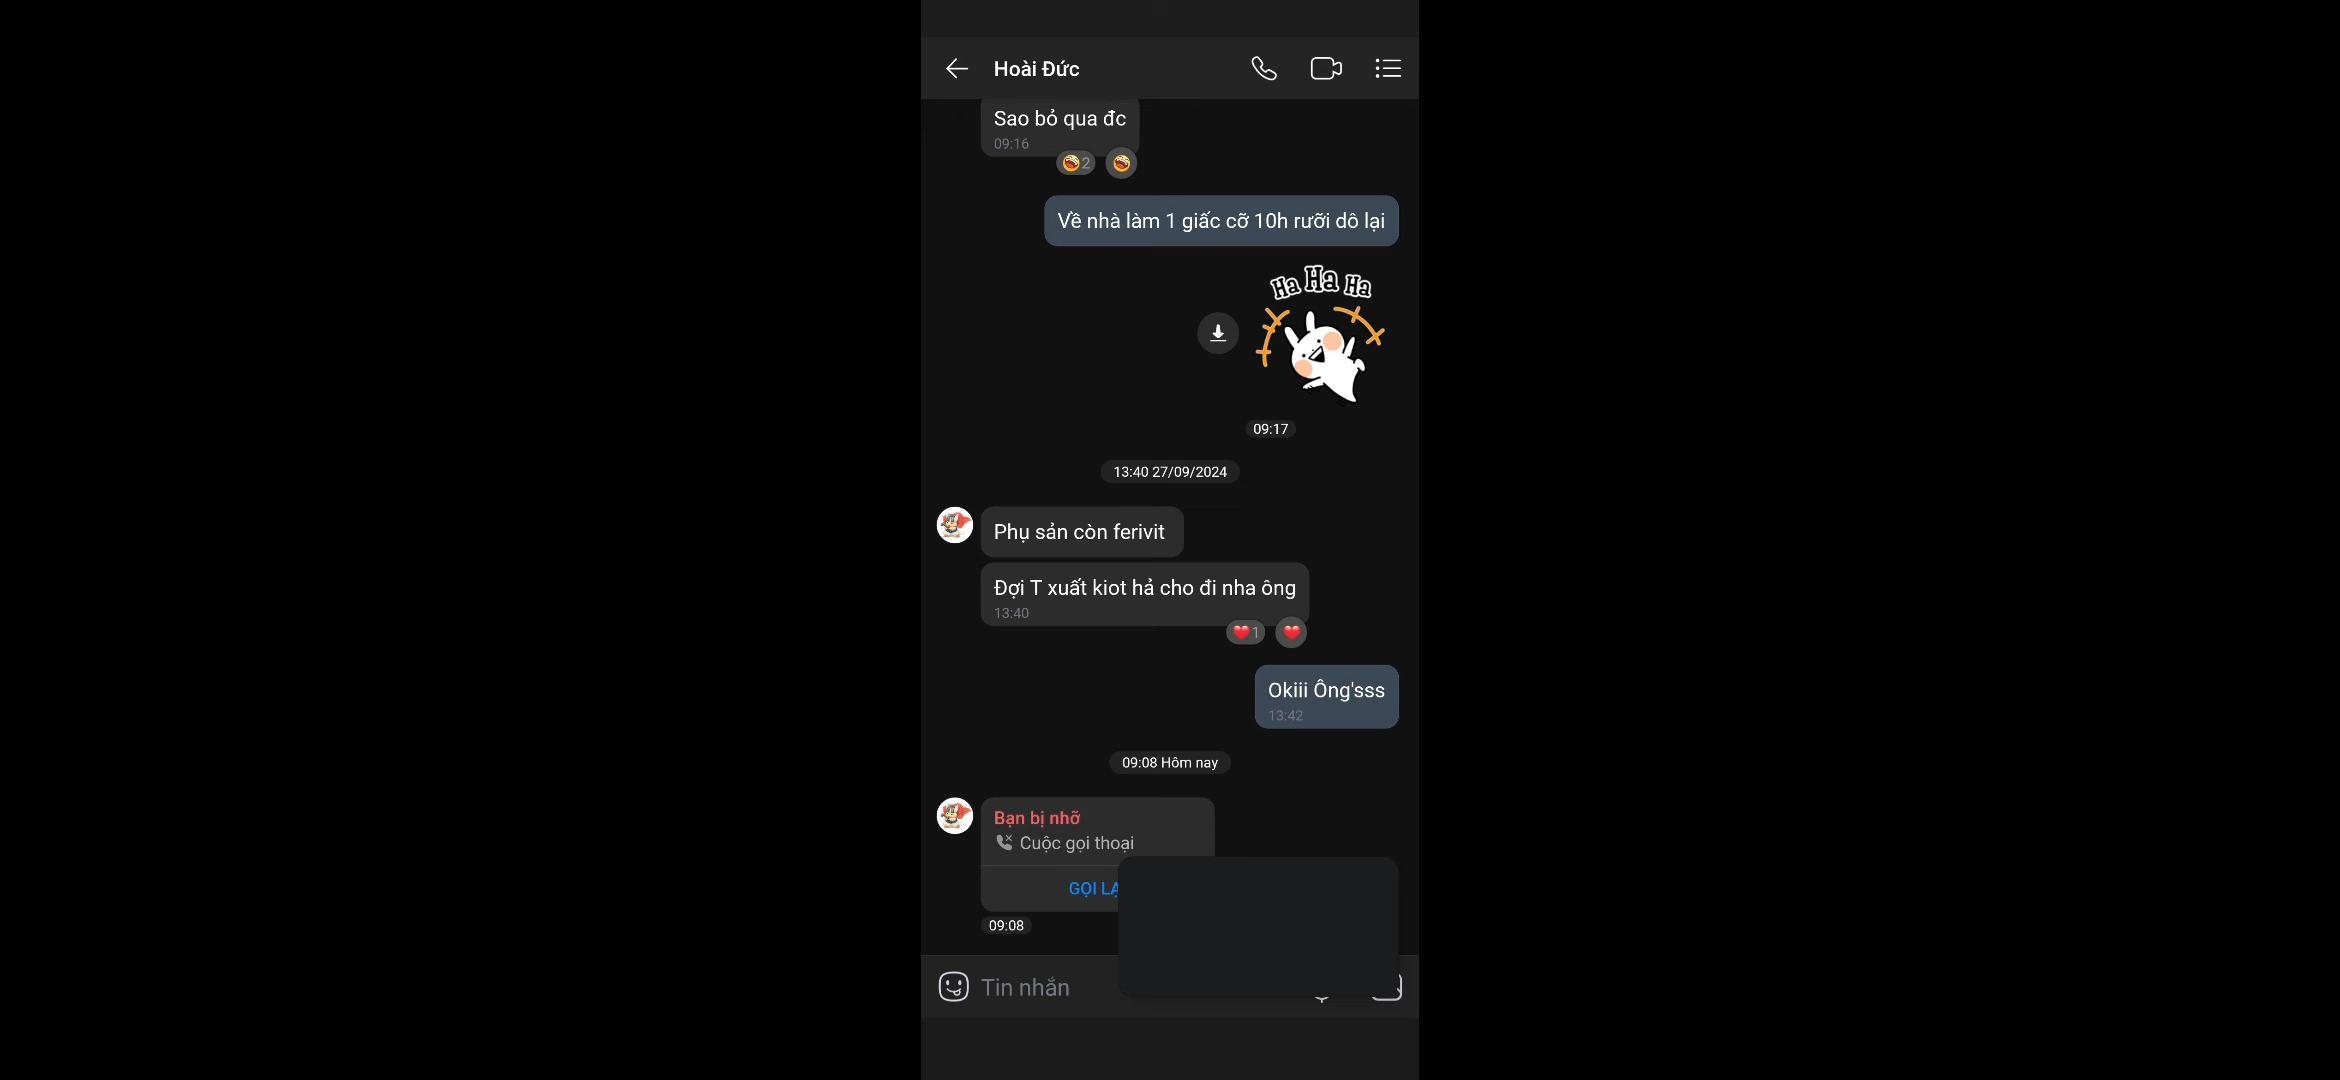 Hoài Đức
Sao bỏ qua đc
09:16
2
Về nhà làm 1 giấc cỡ 10h rưỡi dô lại
Ha Ha Ha
09:17
13:40 27/09/2024
Phụ sản còn ferivit
Đợi T xuất kiot hả cho đi nha ông
13:40
1
Okiii Ông'sss
13:42
09:08 Hôm nay
Bạn bị nhỡ
Cuộc gọi thoại
GỌI
09:08
Tin nhắn